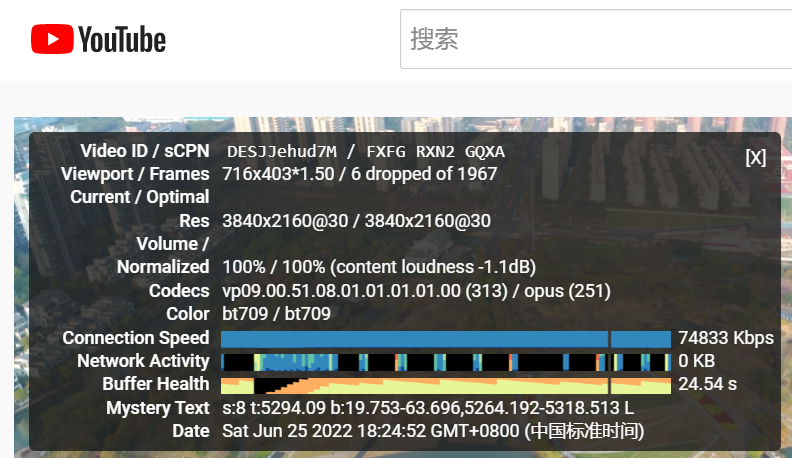 YouTube
搜索
Video ID / sCPN DESJJehud7M / FXFG RXN2 GQXA [X]
Viewport / Frames 716x403*1.50 / 6 dropped of 1967
Current / Optimal
Res 3840x2160@30 / 3840x2160@30
Volume /
Normalized 100% / 100% (content loudness -1.1dB)
Codecs vp09.00.51.08.01.01.01.01.00 (313) / opus (251)
Color bt709 / bt709
Connection Speed 74833 Kbps
Network Activity 0 KB
Buffer Health 24.54 s
Mystery Text s:8 t:5294.09 b:19.753-63.696,5264.192-5318.513 L
Date Sat Jun 25 2022 18:24:52 GMT+0800 (中国标准时间)